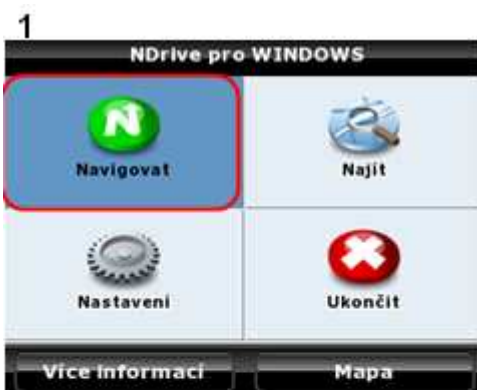 1
NDrive pro WINDOWS
Navigovat
Najít
Nastavení
Ukončit
Více Informací
Mapa